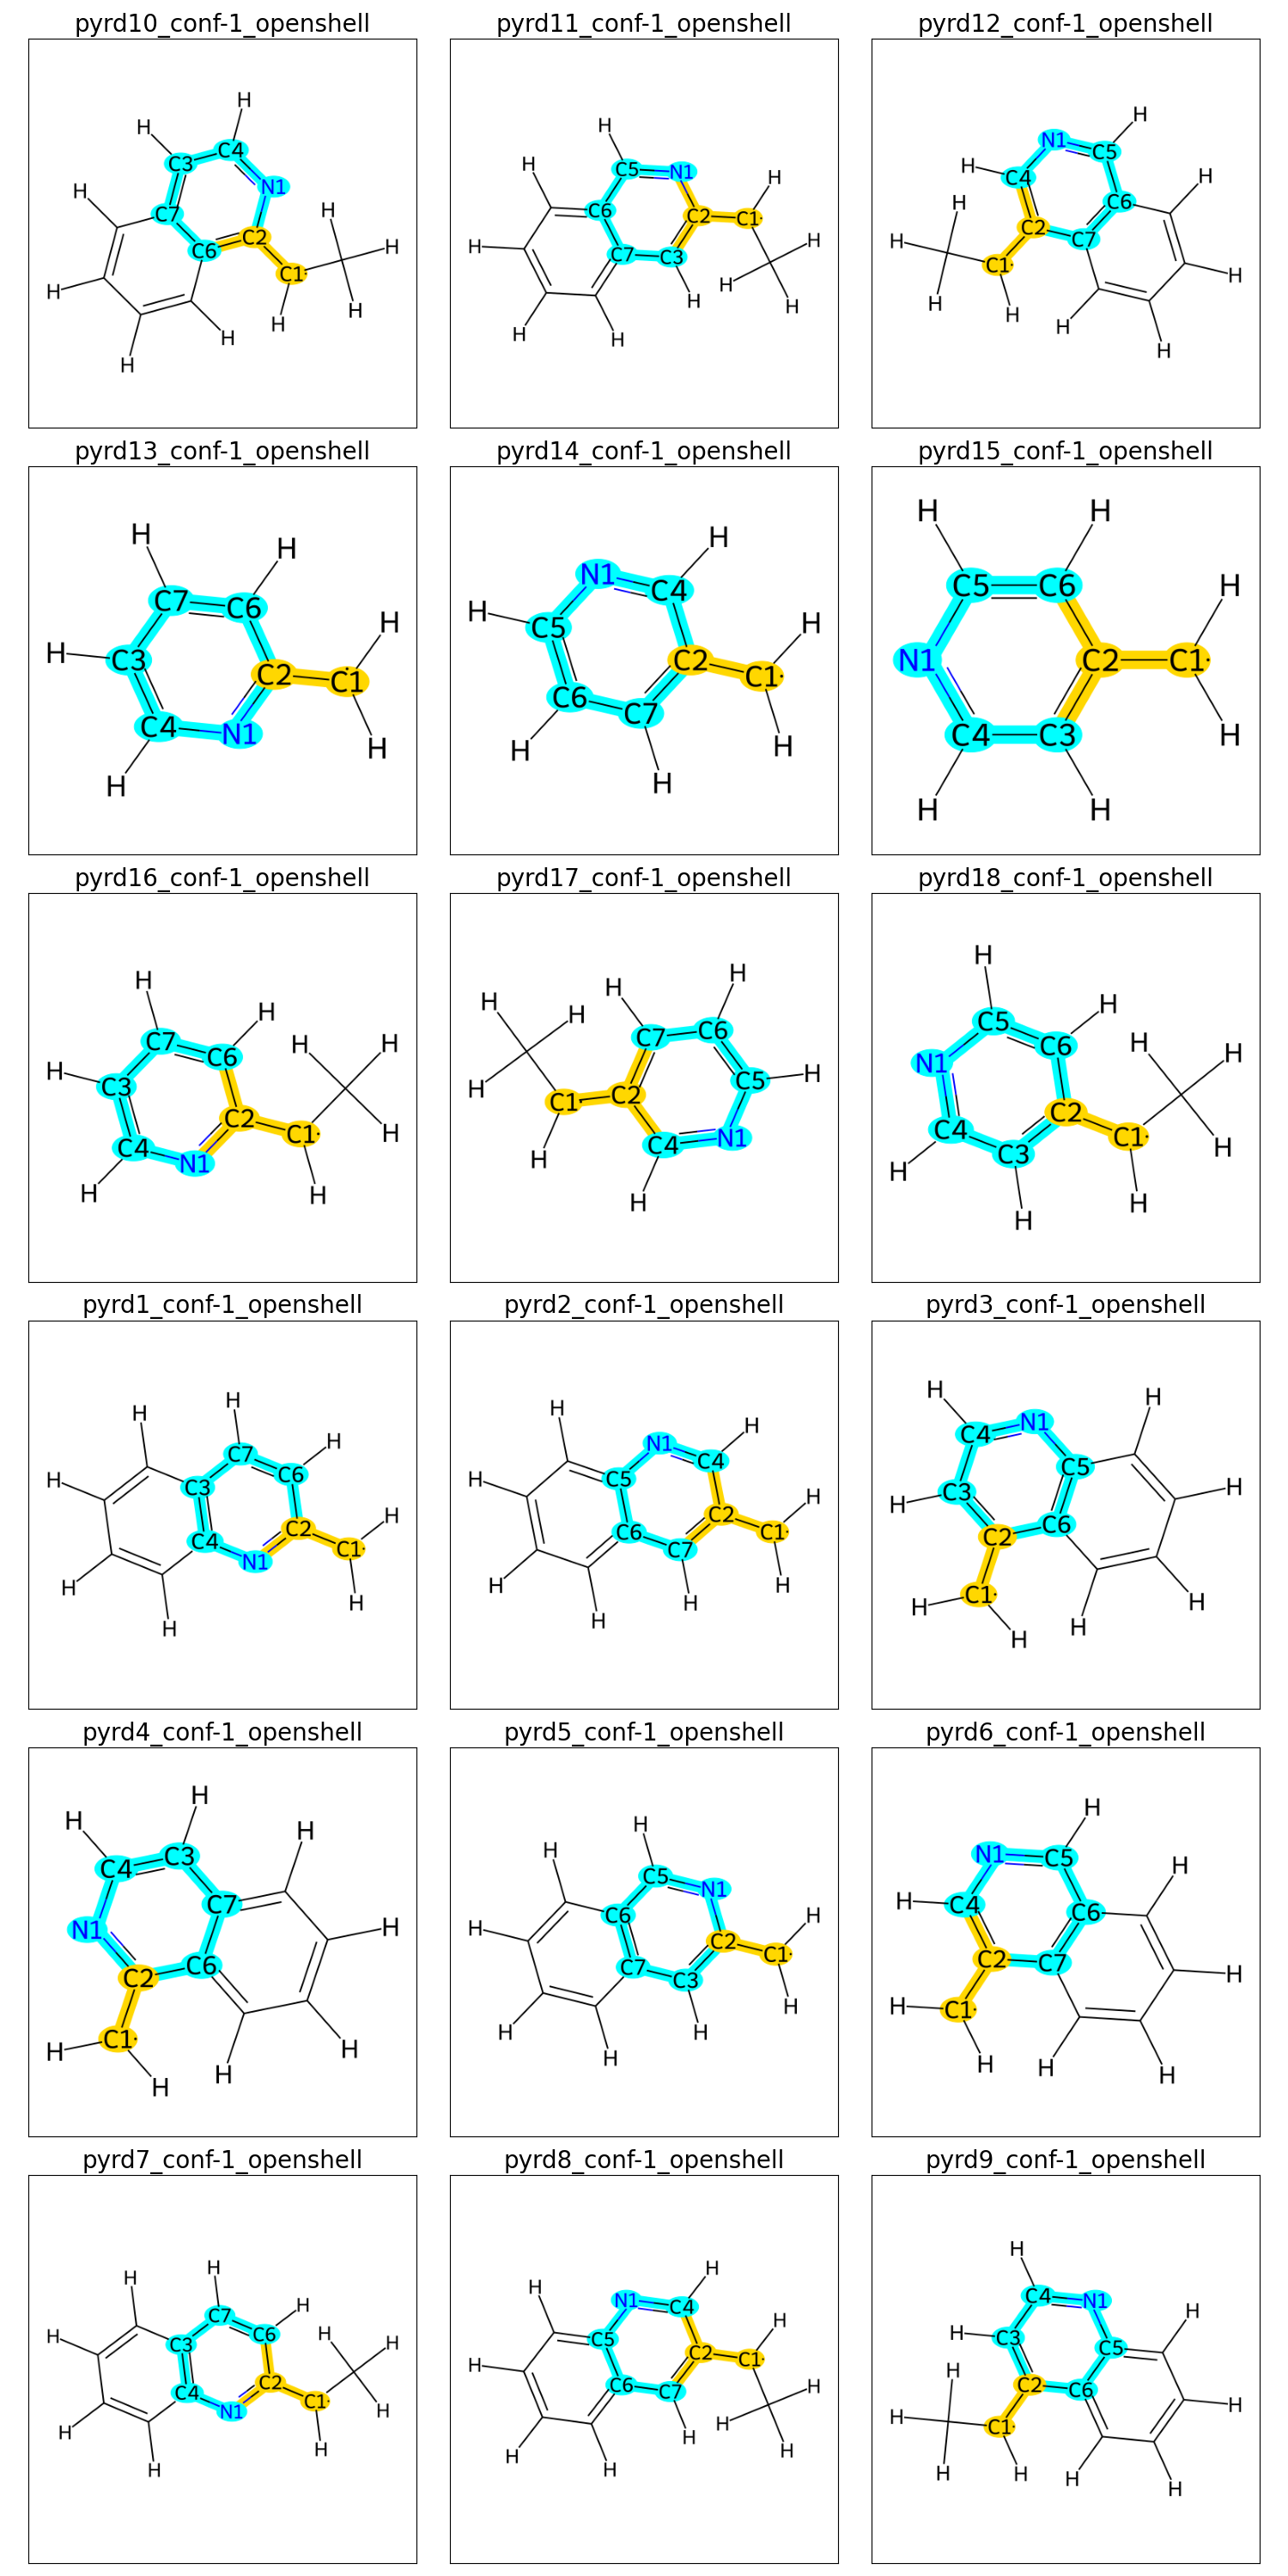 pyrd10_conf-1_openshell pyrd11_conf-1_openshell pyrd12_conf-1_openshell
H H C4 C3 N1 H C7 H H C6 C2 C1· H H H H H
H H C5 N1 H C6 C2 C1· H C7 C3 H H H H H H
N1 H C5 H C4 H H C6 C2 C7 H C1· H H H H H
pyrd13_conf-1_openshell pyrd14_conf-1_openshell pyrd15_conf-1_openshell
H H C7 C6 H H C3 C2 C1 C4 N1 H H
H N1 C4 H H C5 C2 C1· C6 C7 H H H
H H C5 C6 H N1 C2 C1· C4 C3 H H H
pyrd16_conf-1_openshell pyrd17_conf-1_openshell pyrd18_conf-1_openshell
H H C7 C6 H H H C3 C2 C1· H C4 N1 H H
H H H H C7 C6 C5 H H C2 C1· C4 N1 H H
H H C5 C6 H N1 H C2 C4 C1· C3 H H H H
pyrd1_conf-1_openshell pyrd2_conf-1_openshell pyrd3_conf-1_openshell
H H C7 H H C6 C3 H C2 C4 C1· N1 H H H
H H N1 C4 H C5 H C2 C1· C6 C7 H H H H
H H N1 C4 C5 H C3 H C6 C2 C1· H H H H
pyrd4_conf-1_openshell pyrd5_conf-1_openshell pyrd6_conf-1_openshell
H H H C3 C4 C7 N1 H C6 C2 C1· H H H H
H H C5 N1 H C6 H C2 C1· C7 C3 H H H H
H N1 C5 H H C4 C6 C2 C7 H H C1· H H H
pyrd7_conf-1_openshell pyrd8_conf-1_openshell pyrd9_conf-1_openshell
H H H C7 H C6 H H C3 C2 C4 C1· N1 H H H H
H H N1 C4 H C5 C2 C1· H C6 C7 H H H H H H
H C4 N1 H H C3 C5 H C2 C6 H H C1· H H H H